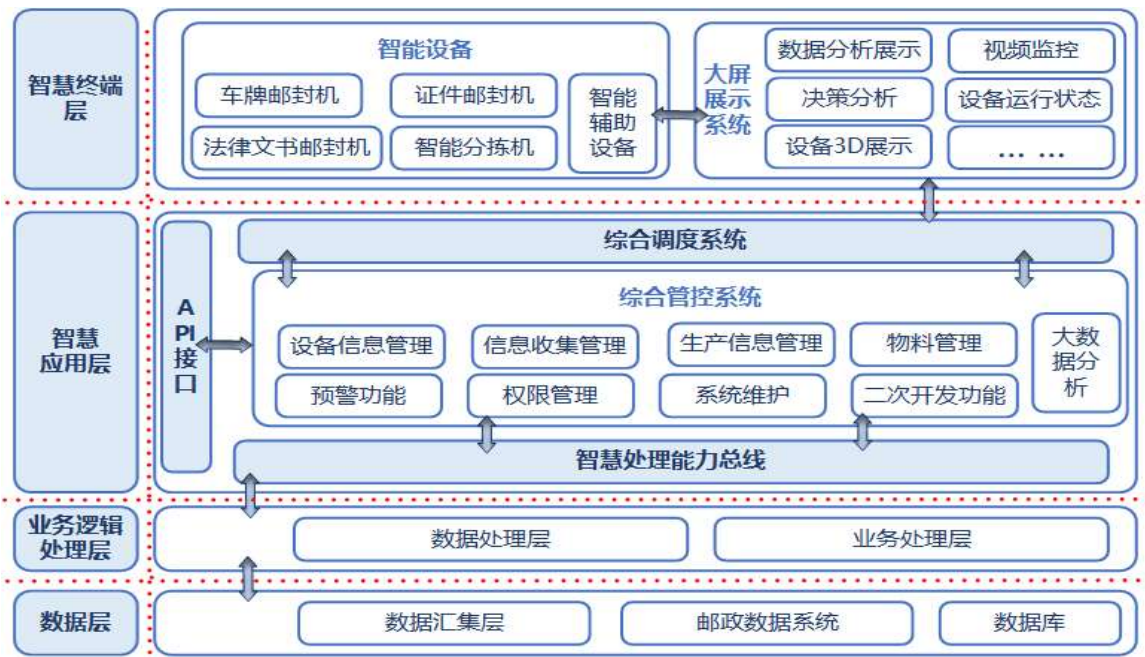 智慧终端
层
智能设备
车牌邮封机
证件邮封机
法律文书邮封机
智能分拣机
智能
辅助
设备
大屏
展示
系统
数据分析展示
视频监控
决策分析
设备运行状态
设备3D展示
... ...
智慧
应用层
A
PI
接
口
综合调度系统
综合管控系统
设备信息管理
信息收集管理
生产信息管理
物料管理
预警功能
权限管理
系统维护
二次开发功能
大数
据分
析
智慧处理能力总线
业务逻辑
处理层
数据处理层
业务处理层
数据层
数据汇集层
邮政数据系统
数据库